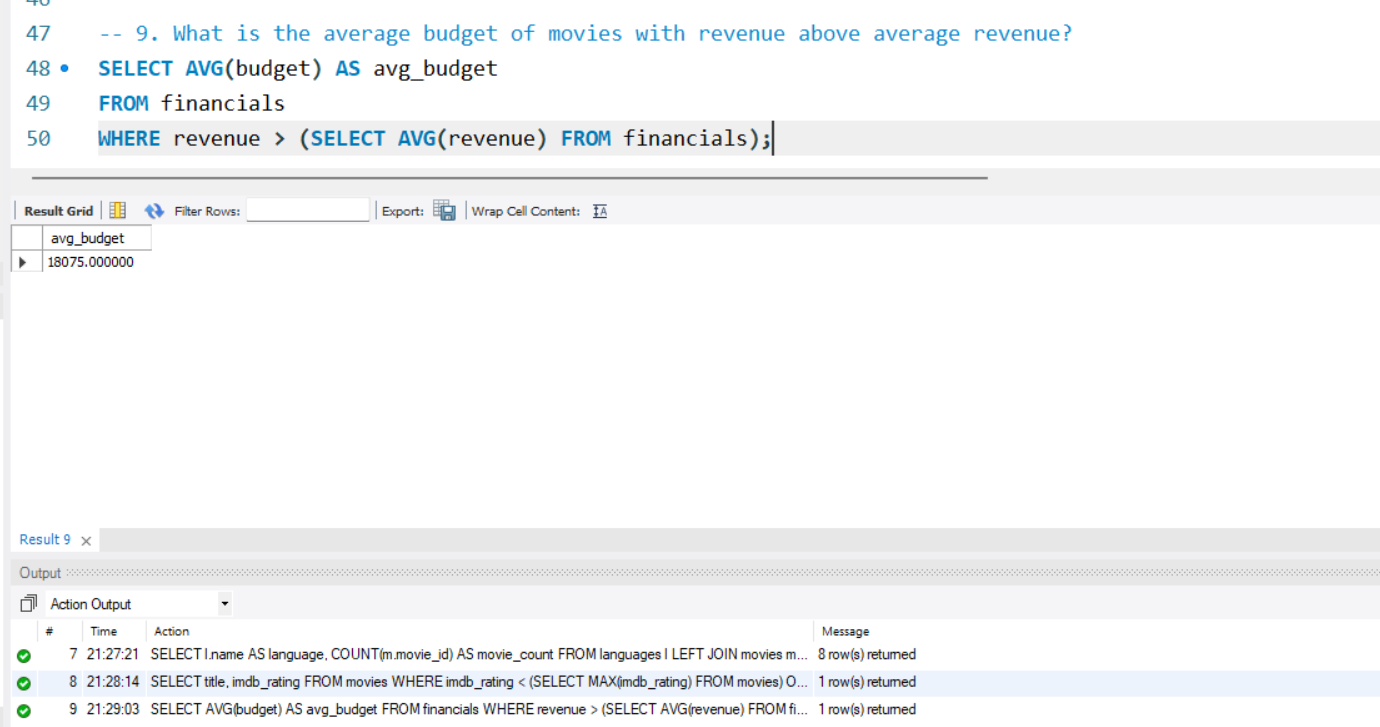 46
47 -- 9. What is the average budget of movies with revenue above average revenue?
48 SELECT AVG(budget) AS avg_budget
49 FROM financials
50 WHERE revenue > (SELECT AVG(revenue) FROM financials);
Result Grid Filter Rows: Export: Wrap Cell Content: IA
avg_budget
18075.000000
Result 9
Output
Action Output
# Time Action Message
7 21:27:21 SELECT l.name AS language, COUNT(m.movie_id) AS movie_count FROM languages l LEFT JOIN movies m... 8 row(s) returned
8 21:28:14 SELECT title, imdb_rating FROM movies WHERE imdb_rating < (SELECT MAX(imdb_rating) FROM movies) O... 1 row(s) returned
9 21:29:03 SELECT AVG(budget) AS avg_budget FROM financials WHERE revenue > (SELECT AVG(revenue) FROM fi... 1 row(s) returned